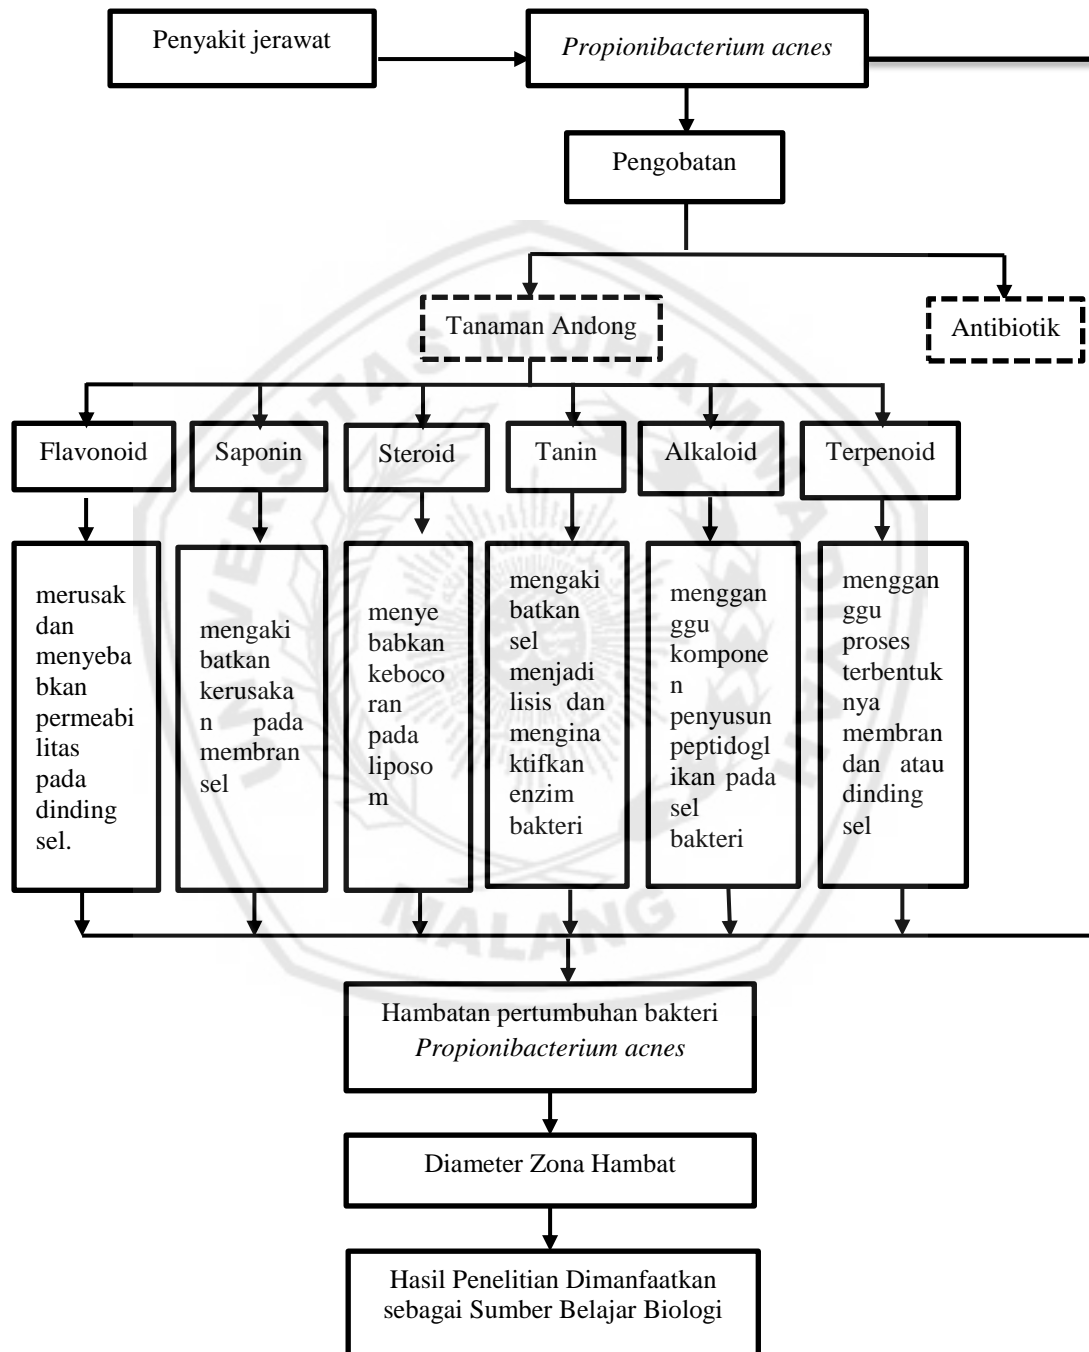 Penyakit jerawat
Propionibacterium acnes
Pengobatan
Tanaman Andong
Antibiotik
Flavonoid
Saponin
Steroid
Tanin
Alkaloid
Terpenoid
merusak
dan
menyeba
bkan
permeabi
litas
pada
dinding
sel.
mengaki
batkan
kerusaka
n pada
membran
sel
menye
babkan
keboco
ran
pada
liposo
m
mengaki
batkan
sel
menjadi
lisis dan
mengina
ktifkan
enzim
bakteri
menggan
ggu
kompone
n
penyusun
peptidogl
ikan pada
sel
bakteri
menggan
ggu
proses
terbentuk
nya
membran
dan atau
dinding
sel
Hambatan pertumbuhan bakteri
Propionibacterium acnes
Diameter Zona Hambat
Hasil Penelitian Dimanfaatkan
sebagai Sumber Belajar Biologi
UNIVERSITAS MUHAMMADIYAH
MALANG